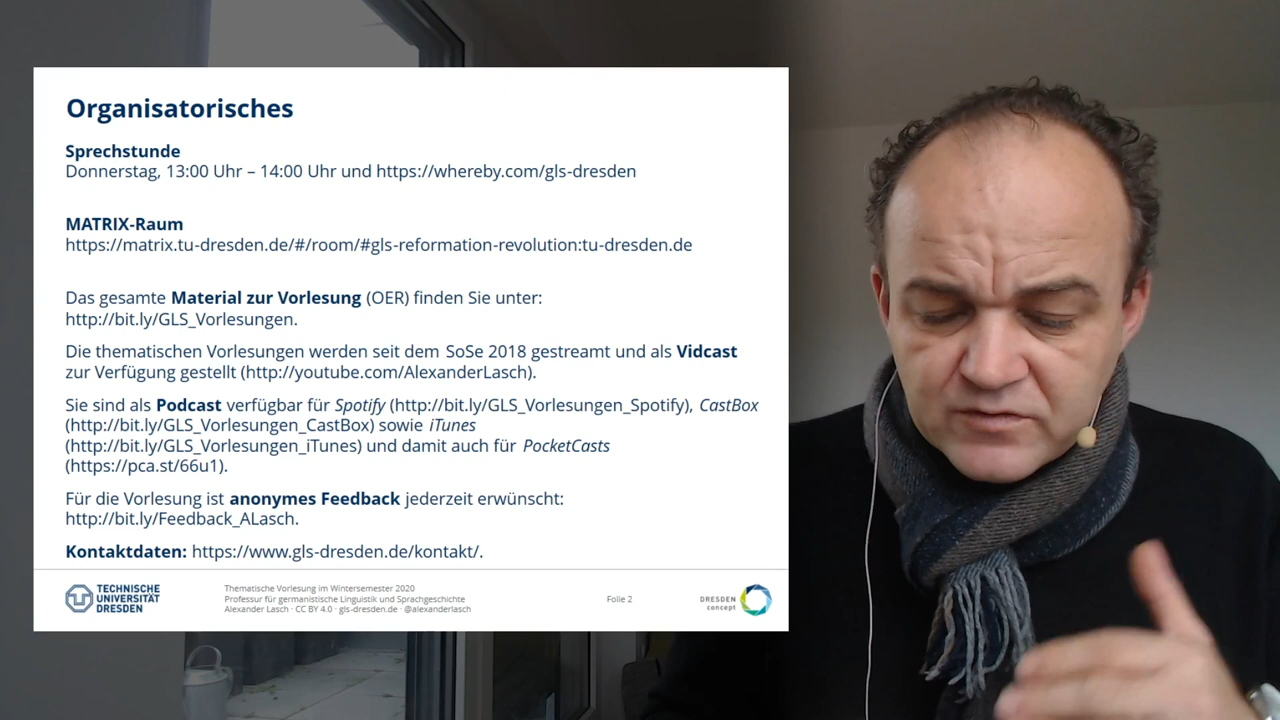 Organisatorisches
Sprechstunde
Donnerstag, 13:00 Uhr – 14:00 Uhr und https://whereby.com/gls-dresden
MATRIX-Raum
https://matrix.tu-dresden.de/#/room/#gls-reformation-revolution:tu-dresden.de
Das gesamte Material zur Vorlesung (OER) finden Sie unter:
http://bit.ly/GLS_Vorlesungen.
Die thematischen Vorlesungen werden seit dem SoSe 2018 gestreamt und als Vidcast
zur Verfügung gestellt (http://youtube.com/AlexanderLasch).
Sie sind als Podcast verfügbar für Spotify (http://bit.ly/GLS_Vorlesungen_Spotify), CastBox
(http://bit.ly/GLS_Vorlesungen_CastBox) sowie iTunes
(http://bit.ly/GLS_Vorlesungen_iTunes) und damit auch für PocketCasts
(https://pca.st/66u1).
Für die Vorlesung ist anonymes Feedback jederzeit erwünscht:
http://bit.ly/Feedback_ALasch.
Kontaktdaten: https://www.gls-dresden.de/kontakt/.
TECHNISCHE
UNIVERSITÄT
DRESDEN
Thematische Vorlesung im Wintersemester 2020
Professur für germanistische Linguistik und Sprachgeschichte
Alexander Lasch · CC BY 4.0 · gls-dresden.de · @alexanderlasch
Folie 2
DRESDEN
concept